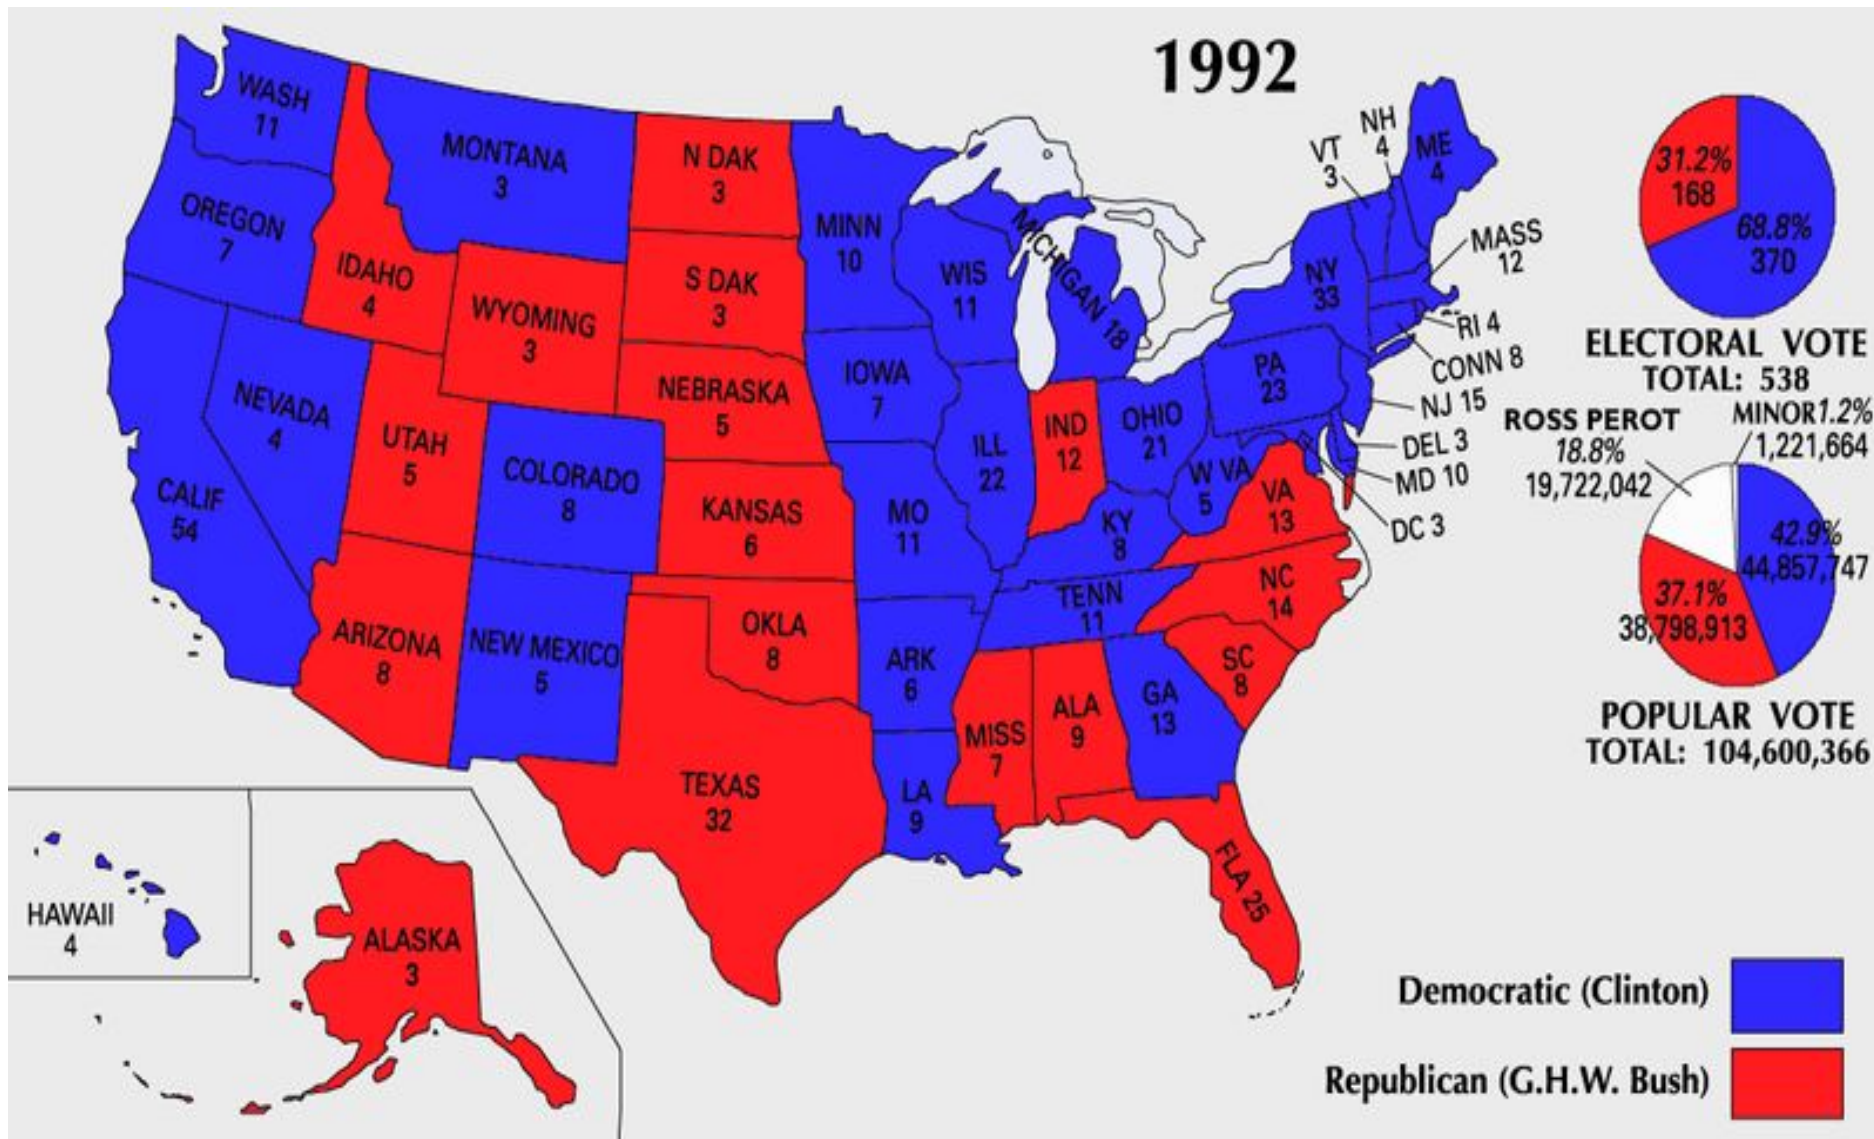 1992
WASH
11
OREGON
7
CALIF
54
NEVADA
4
IDAHO
4
MONTANA
3
WYOMING
3
UTAH
5
COLORADO
8
ARIZONA
8
NEW MEXICO
5
N DAK
3
S DAK
3
NEBRASKA
5
KANSAS
6
OKLA
8
TEXAS
32
MINN
10
IOWA
7
MO
11
ARK
6
LA
9
WIS
11
ILL
22
MICHIGAN 18
IND
12
OHIO
21
KY
8
TENN
11
MISS
7
ALA
9
GA
13
FLA 25
SC
8
NC
14
VA
13
W VA
5
PA
23
NY
33
VT
3
NH
4
ME
4
MASS
12
RI 4
CONN 8
NJ 15
DEL 3
MD 10
DC 3
HAWAII
4
ALASKA
3
31.2%
168
68.8%
370
ELECTORAL VOTE
TOTAL: 538
ROSS PEROT
18.8%
19,722,042
MINOR 1.2%
1,221,664
42.9%
44,857,747
37.1%
38,798,913
POPULAR VOTE
TOTAL: 104,600,366
Democratic (Clinton)
Republican (G.H.W. Bush)